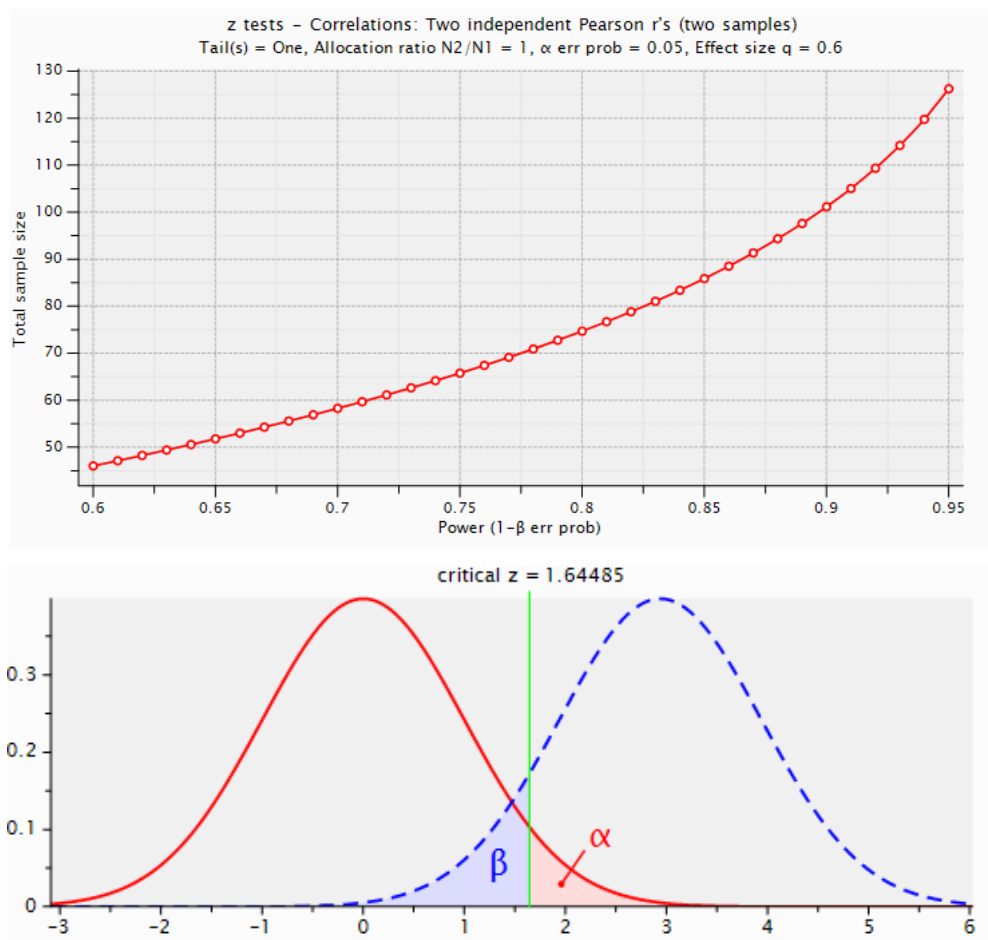 z tests - Correlations: Two independent Pearson r's (two samples)
Tail(s) = One, Allocation ratio N2/N1 = 1, α err prob = 0.05, Effect size q = 0.6
130
120
110
100
90
80
70
60
50
Total sample size
0.6 0.65 0.7 0.75 0.8 0.85 0.9 0.95
Power (1-β err prob)
critical z = 1.64485
0.3
0.2
0.1
0
β
α
-3 -2 -1 0 1 2 3 4 5 6